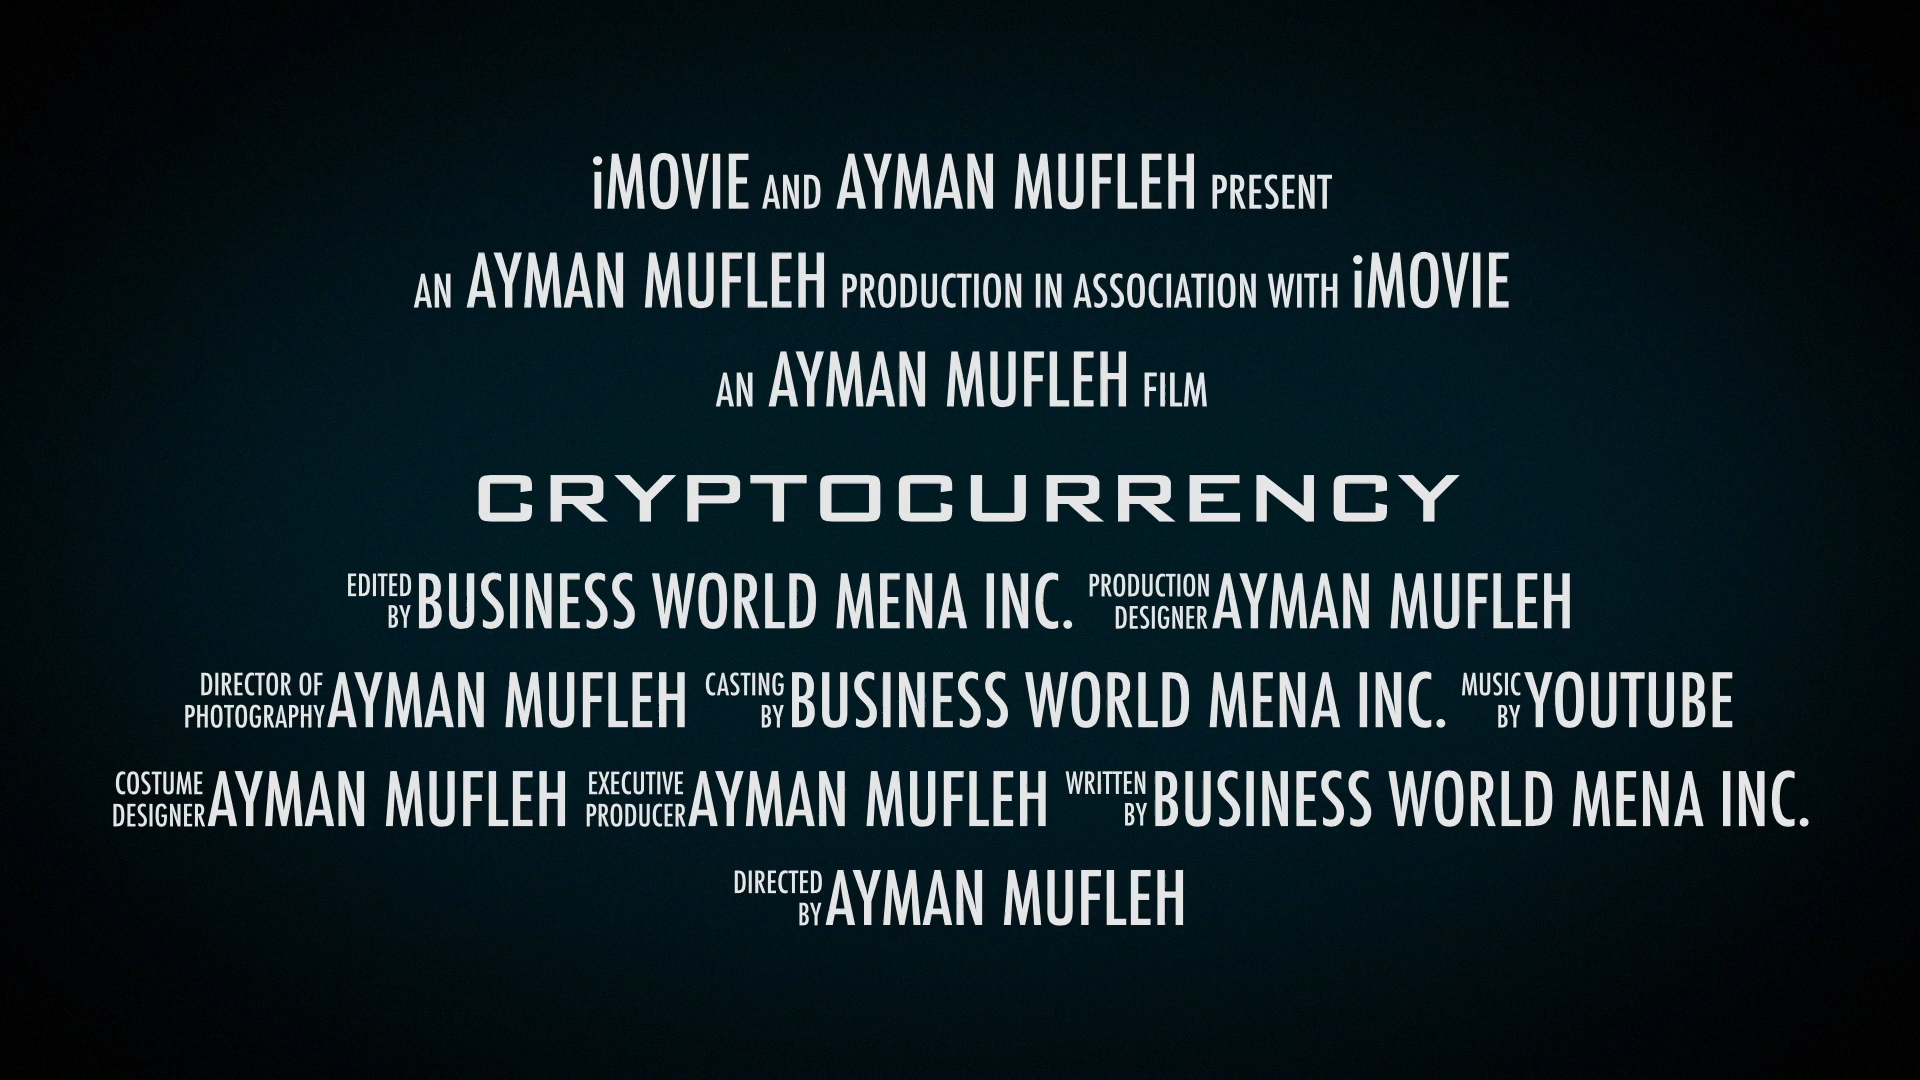 iMOVIE AND AYMAN MUFLEH PRESENT
AN AYMAN MUFLEH PRODUCTION IN ASSOCIATION WITH iMOVIE
AN AYMAN MUFLEH FILM
CRYPTOCURRENCY
EDITED BY BUSINESS WORLD MENA INC. PRODUCTION DESIGNER AYMAN MUFLEH
DIRECTOR OF PHOTOGRAPHY AYMAN MUFLEH CASTING BY BUSINESS WORLD MENA INC. MUSIC BY YOUTUBE
COSTUME DESIGNER AYMAN MUFLEH EXECUTIVE PRODUCER AYMAN MUFLEH WRITTEN BY BUSINESS WORLD MENA INC.
DIRECTED BY AYMAN MUFLEH